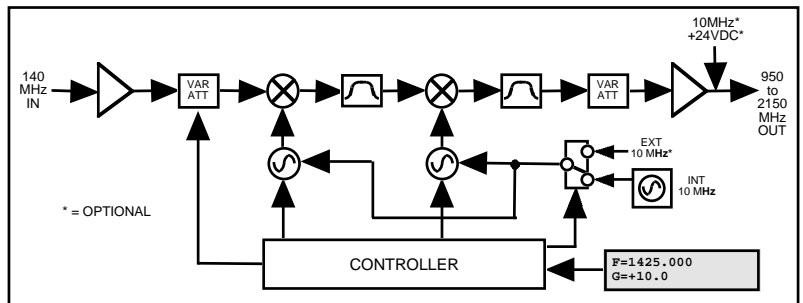 10MHz*
+24VDC*
140
MHz
IN
VAR
ATT
VAR
ATT
950
to
2150
MHz
OUT
EXT
10 MHz*
INT
10 MHz
* = OPTIONAL
CONTROLLER
F=1425.000
G=+10.0